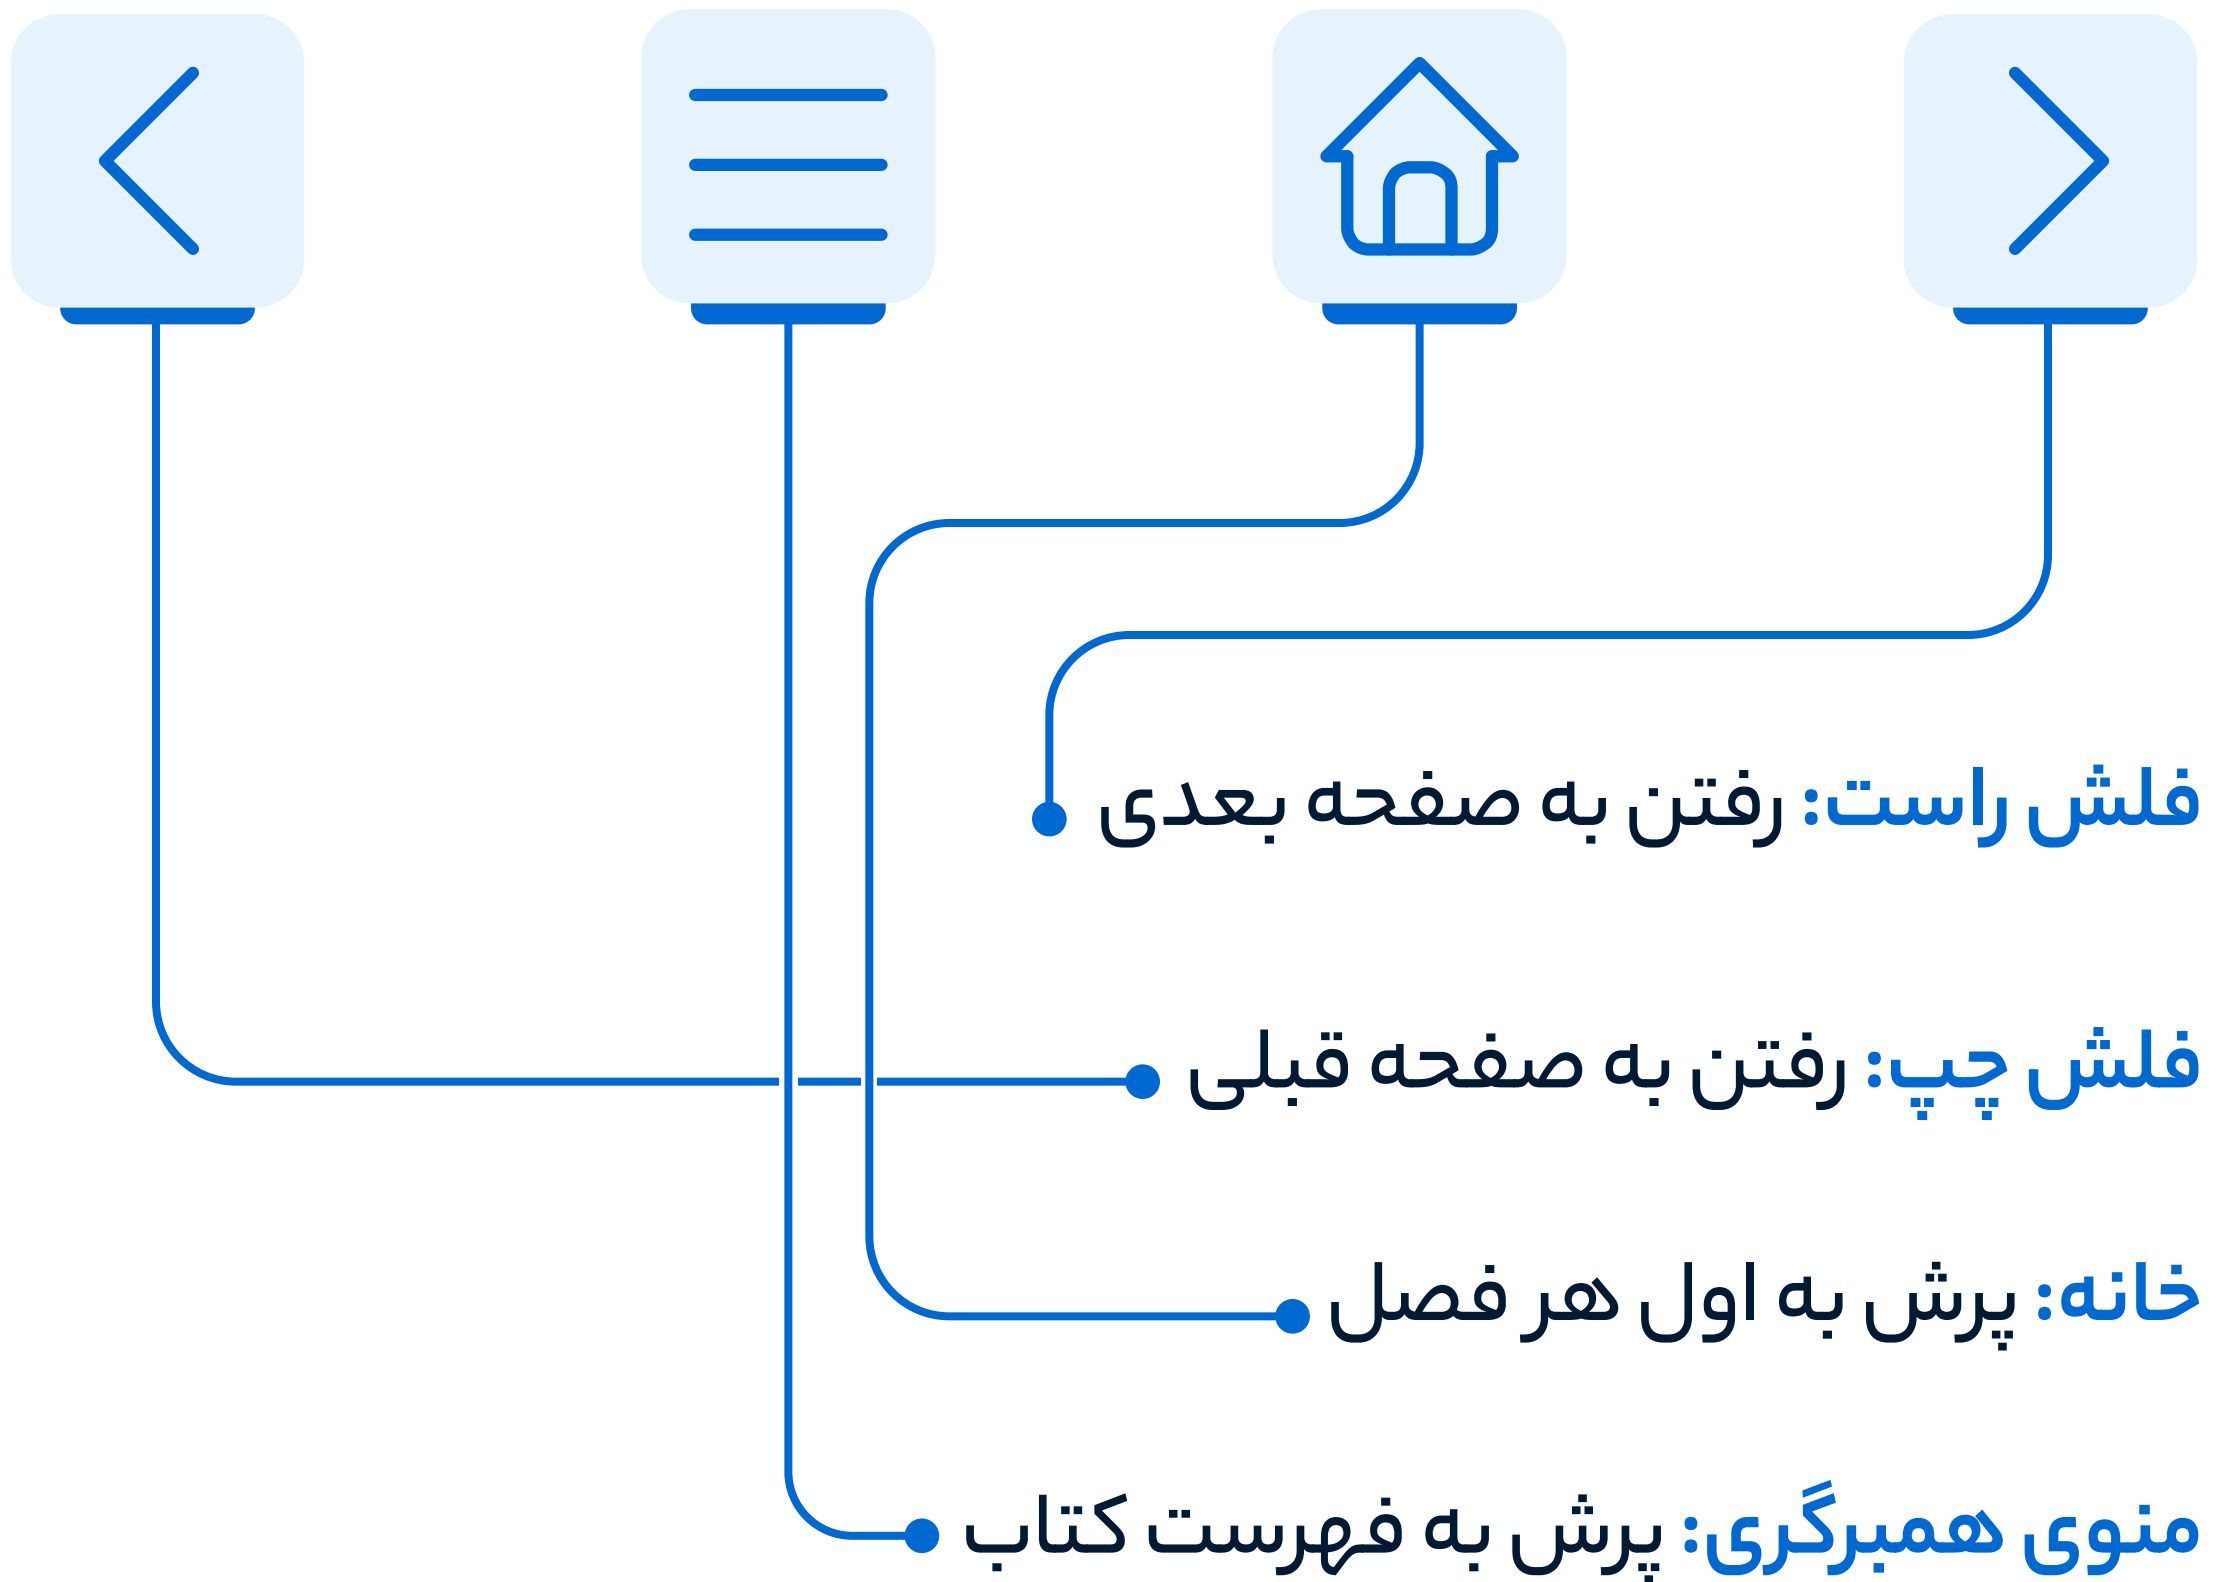 فلش راست: رفتن به صفحه بعدی
فلش چپ: رفتن به صفحه قبلی
خانه: پرش به اول هر فصل
منوی همبرگری: پرش به فهرست کتاب